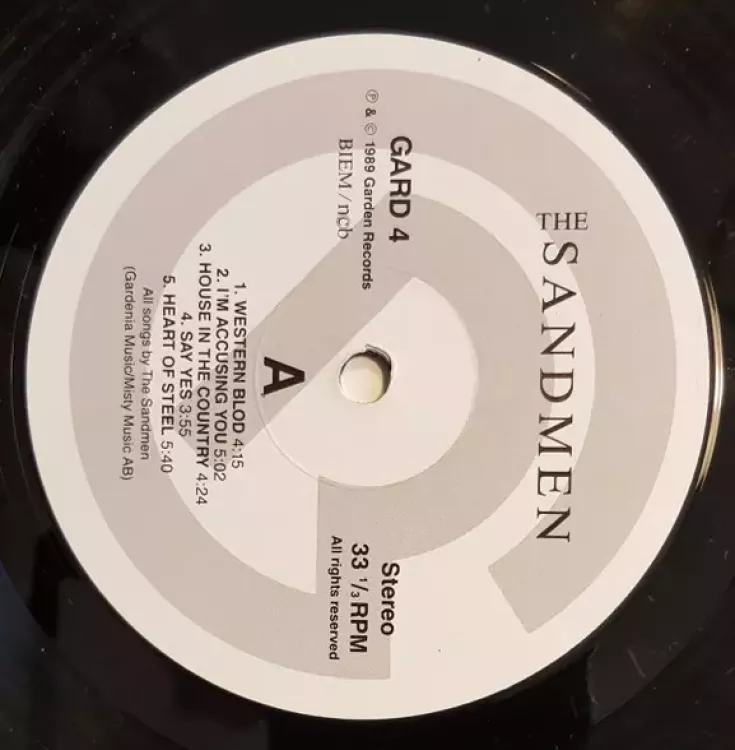 THE SANDMEN
GARD 4
℗ & © 1989 Garden Records
BIEM/ncb
Stereo
33 1/3 RPM
All rights reserved
A
1. WESTERN BLOD 4:15
2. I'M ACCUSING YOU 5:02
3. HOUSE IN THE COUNTRY 4:24
4. SAY YES 3:55
5. HEART OF STEEL 5:40
All songs by The Sandmen
(Gardenia Music/Misty Music AB)